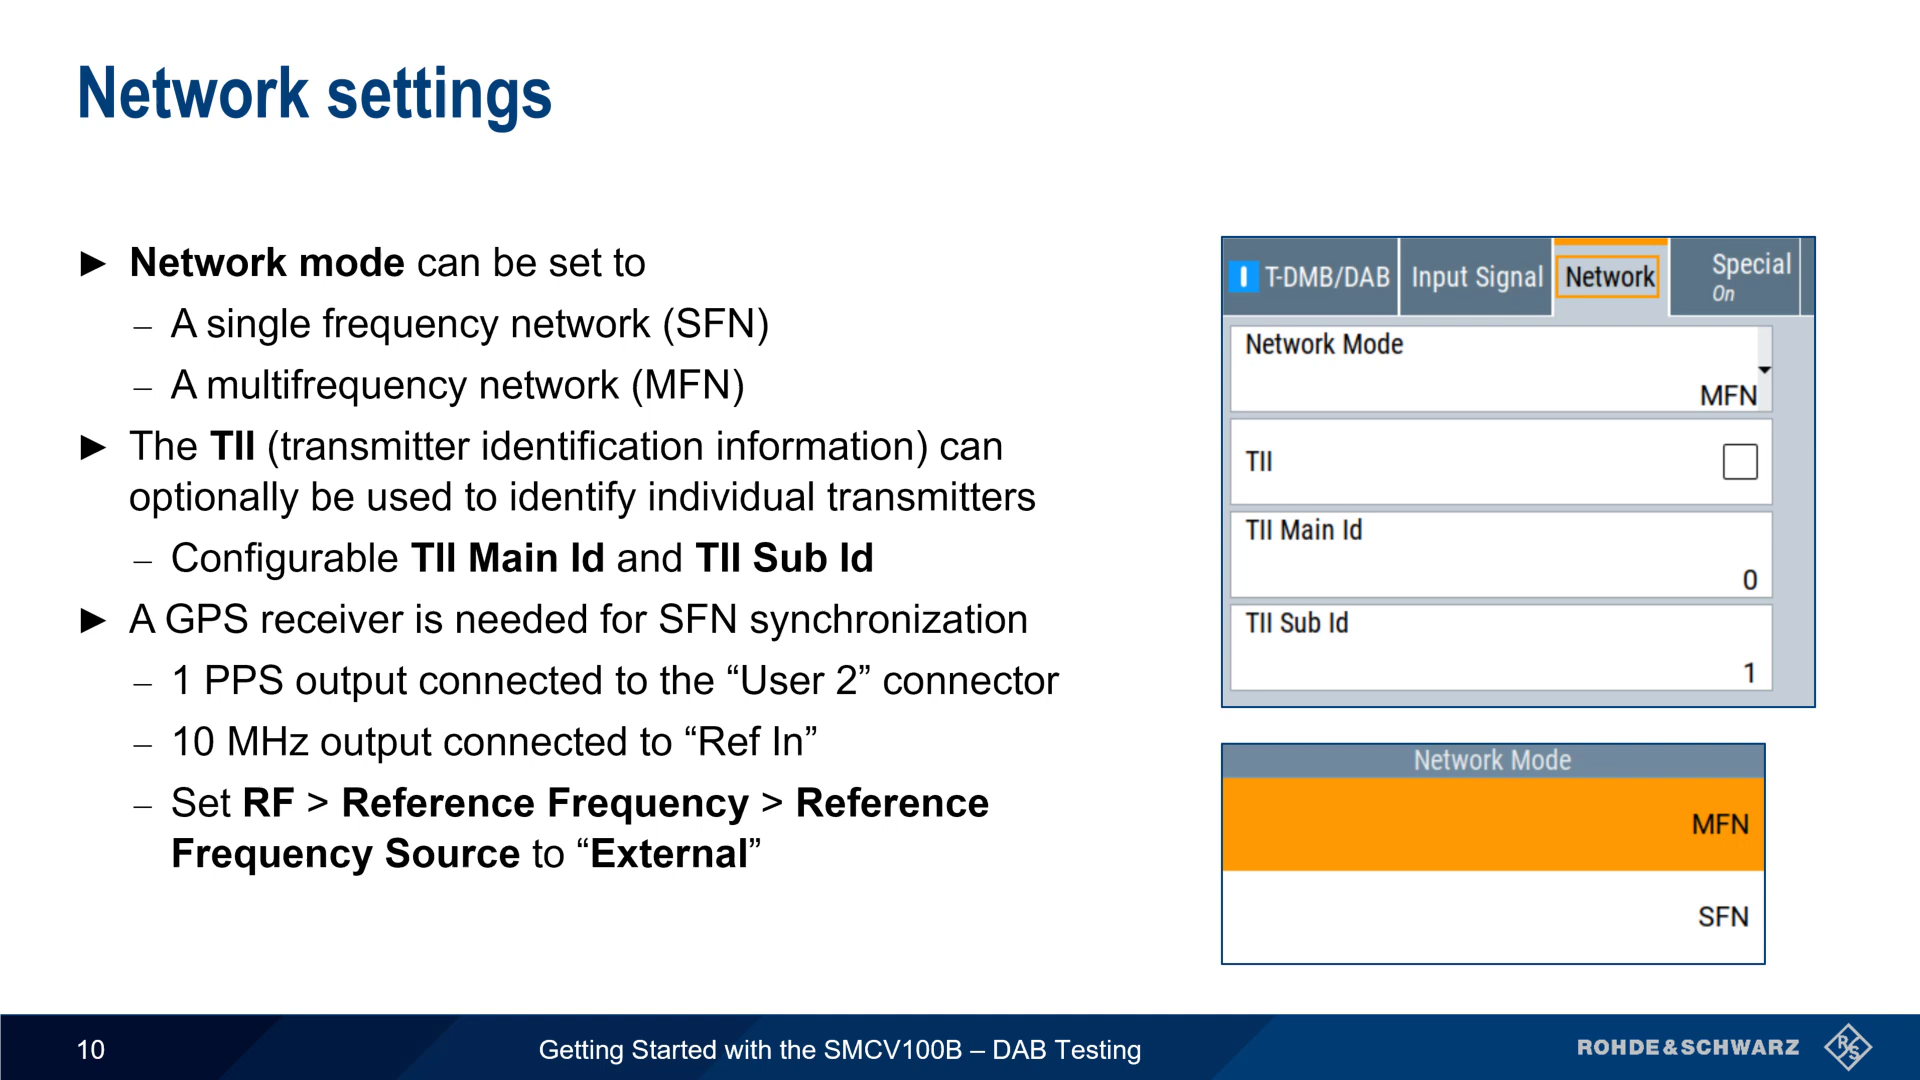 Network settings
► Network mode can be set to
– A single frequency network (SFN)
– A multifrequency network (MFN)
► The TII (transmitter identification information) can
optionally be used to identify individual transmitters
– Configurable TII Main Id and TII Sub Id
► A GPS receiver is needed for SFN synchronization
– 1 PPS output connected to the “User 2” connector
– 10 MHz output connected to “Ref In”
– Set RF > Reference Frequency > Reference
Frequency Source to “External”
T-DMB/DAB Input Signal Network Special
On
Network Mode
MFN
TII
TII Main Id
0
TII Sub Id
1
Network Mode
MFN
SFN
10 Getting Started with the SMCV100B – DAB Testing ROHDE&SCHWARZ R&S